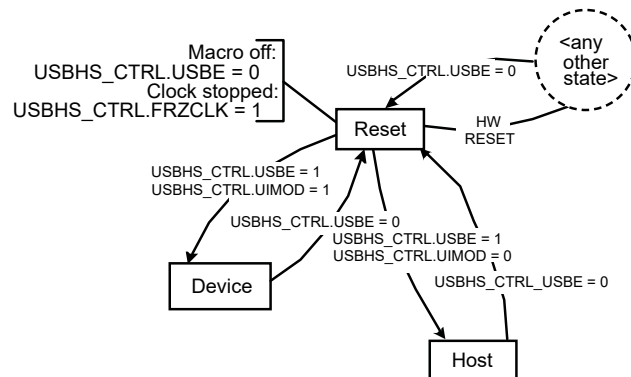 Macro off:
USBHS_CTRL.USBE = 0
Clock stopped:
USBHS_CTRL.FRZCLK = 1
<any
other
state>
USBHS_CTRL.USBE = 0
Reset
HW
RESET
USBHS_CTRL.USBE = 1
USBHS_CTRL.UIMOD = 1
USBHS_CTRL.USBE = 0
USBHS_CTRL.USBE = 1
USBHS_CTRL.UIMOD = 0
USBHS_CTRL_USBE = 0
Device
Host